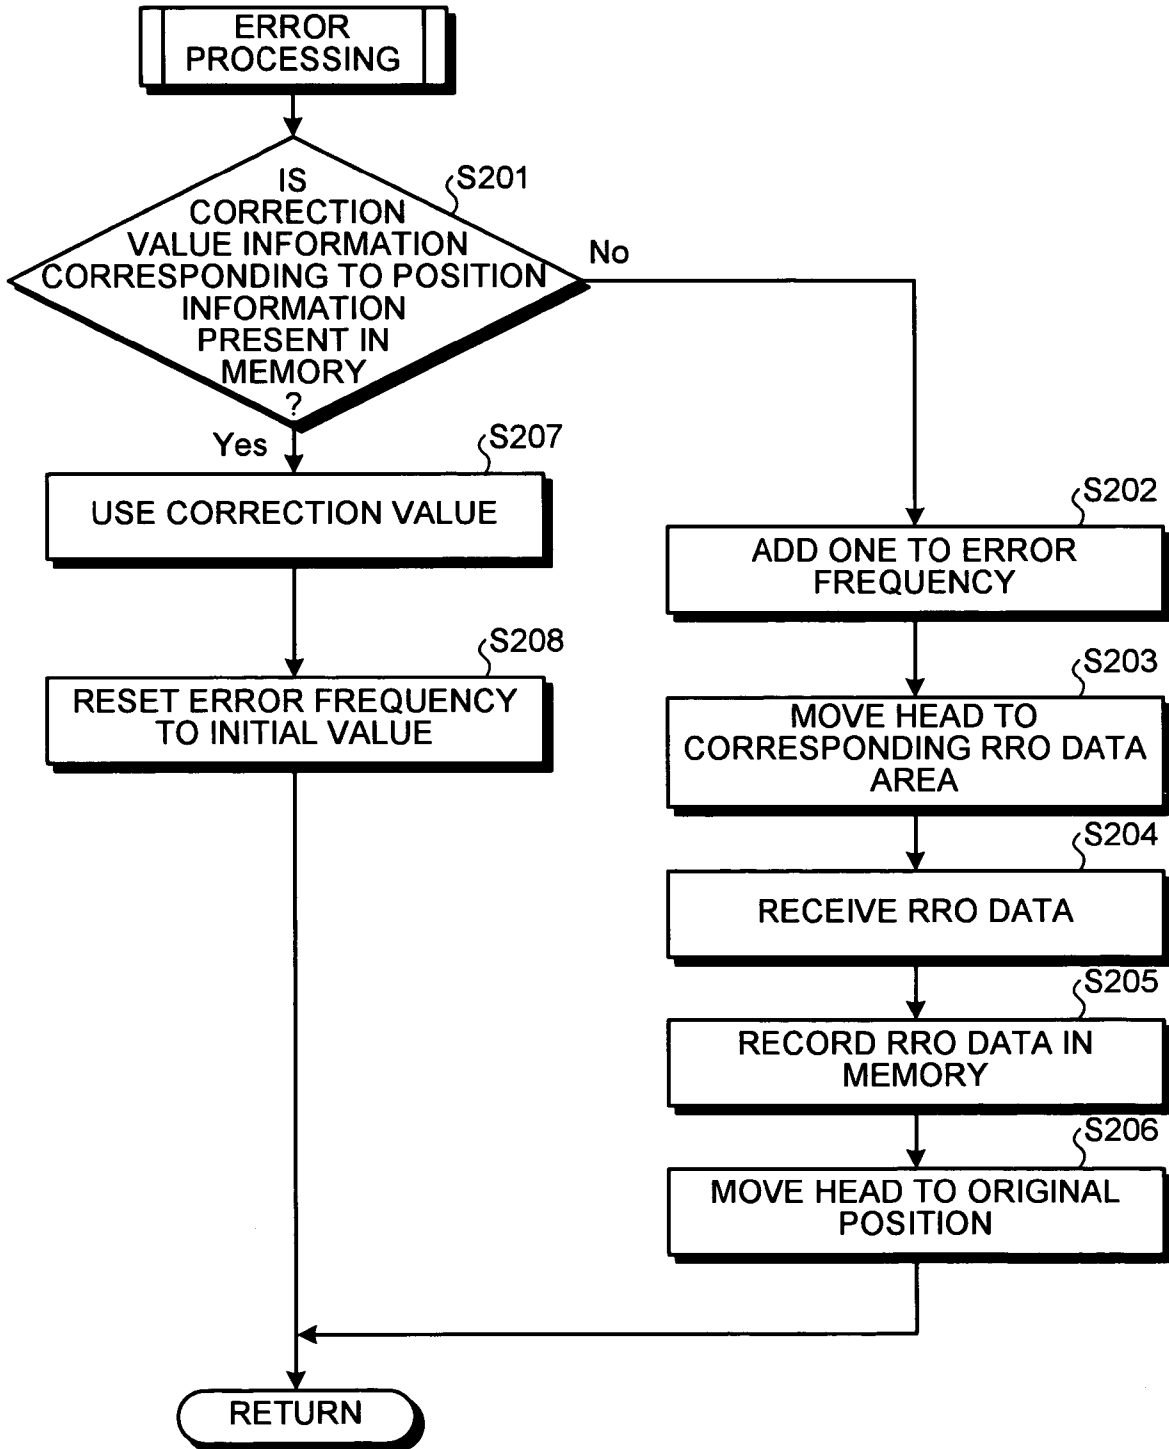 ERROR
PROCESSING
S201
IS
CORRECTION
VALUE INFORMATION
CORRESPONDING TO POSITION
INFORMATION
PRESENT IN
MEMORY
?
No
Yes
S207
USE CORRECTION VALUE
S208
RESET ERROR FREQUENCY
TO INITIAL VALUE
S202
ADD ONE TO ERROR
FREQUENCY
S203
MOVE HEAD TO
CORRESPONDING RRO DATA
AREA
S204
RECEIVE RRO DATA
S205
RECORD RRO DATA IN
MEMORY
S206
MOVE HEAD TO ORIGINAL
POSITION
RETURN